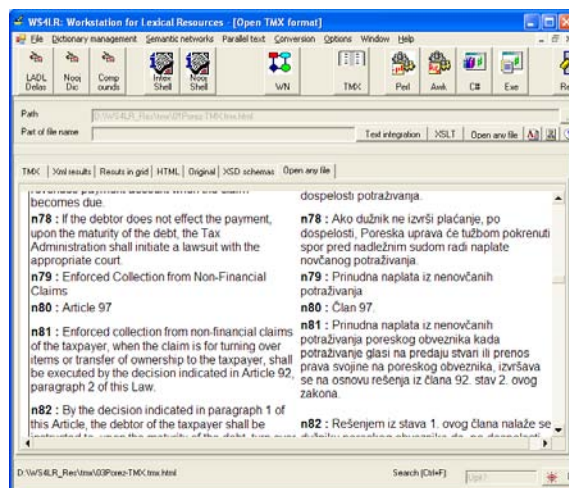 WS4LR: Workstation for Lexical Resources - [Open TMX format]
File Dictionary management Semantic networks Parallel text Conversion Options Window Help
LADL Delas
Nooj Dic
Comp ounds
Intex Shell
Nooj Shell
WN
TMX
Perl
Awk
C#
Exe
Path
D:\WS4LR_Rec\tmx\03Porez-TMX.tmx.html
Part of file name
Text integration XSLT Open any file
TMX Xml results Results in grid HTML Original XSD schemas Open any file
revenues payment account when the claim
becomes due.
n78 : If the debtor does not effect the payment,
upon the maturity of the debt, the Tax
Administration shall initiate a lawsuit with the
appropriate court.
n79 : Enforced Collection from Non-Financial
Claims
n80 : Article 97
n81 : Enforced collection from non-financial claims
of the taxpayer, when the claim is for turning over
items or transfer of ownership to the taxpayer, shall
be executed by the decision indicated in Article 92,
paragraph 2 of this Law.
n82 : By the decision indicated in paragraph 1 of
this Article, the debtor of the taxpayer shall be
dospelosti potraživanja.
n78 : Ako dužnik ne izvrši plaćanje, po
dospelosti, Poreska uprava će tužbom pokrenuti
spor pred nadležnim sudom radi naplate
novčanog potraživanja.
n79 : Prinudna naplata iz nenovčanih
potraživanja
n80 : Član 97.
n81 : Prinudna naplata iz nenovčanih
potraživanja poreskog obveznika kada
potraživanje glasi na predaju stvari ili prenos
prava svojine na poreskog obveznika, izvršava
se na osnovu rešenja iz člana 92. stav 2. ovog
zakona.
n82 : Rešenjem iz stava 1. ovog člana nalaže se
D:\WS4LR_Rec\tmx\03Porez-TMX.tmx.html
Search (Ctrl+F):